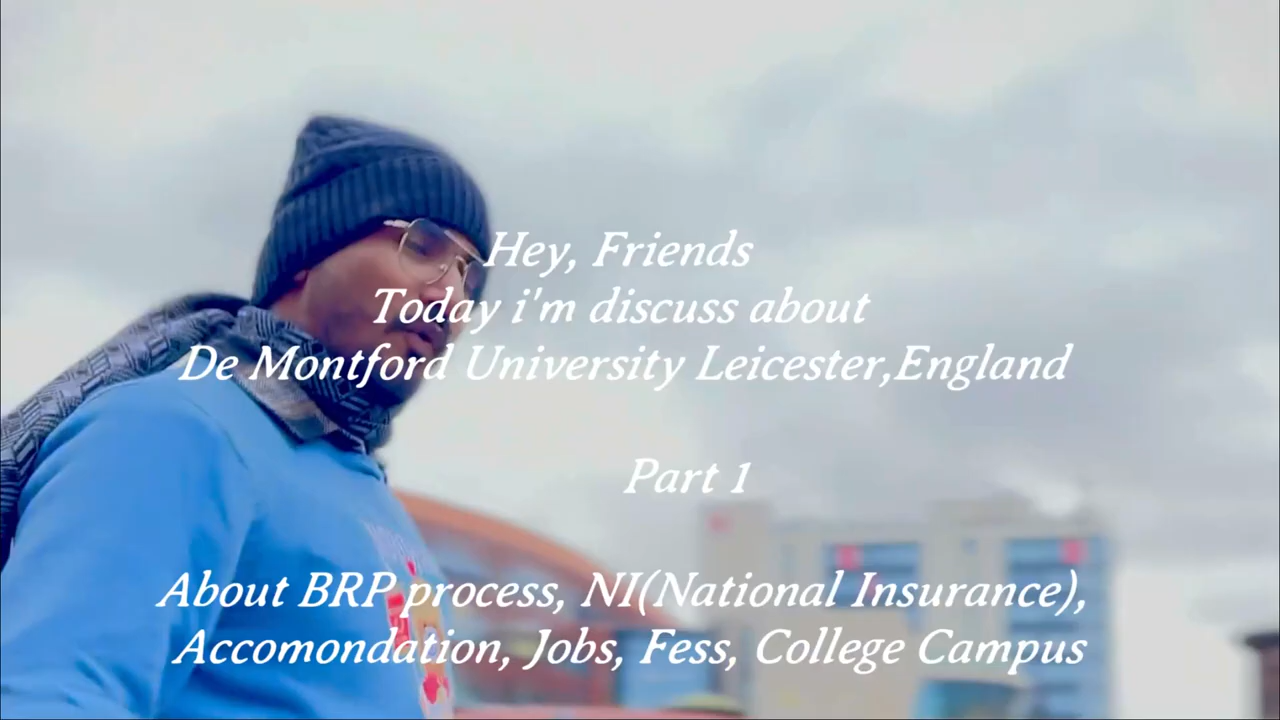 Hey, Friends
Today i'm discuss about
De Montford University Leicester,England
Part 1
About BRP process, NI(National Insurance),
Accomondation, Jobs, Fess, College Campus